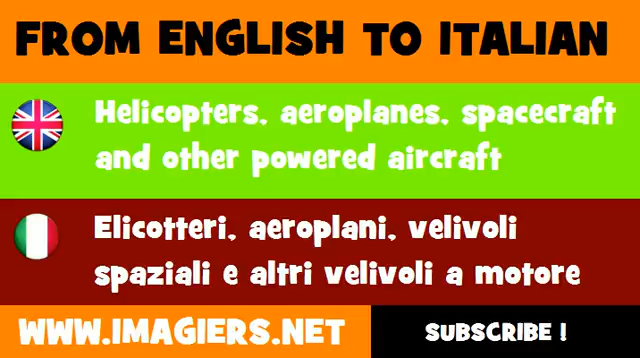 FROM ENGLISH TO ITALIAN
Helicopters, aeroplanes, spacecraft
and other powered aircraft
Elicotteri, aeroplani, velivoli
spaziali e altri velivoli a motore
WWW.IMAGIERS.NET
SUBSCRIBE !